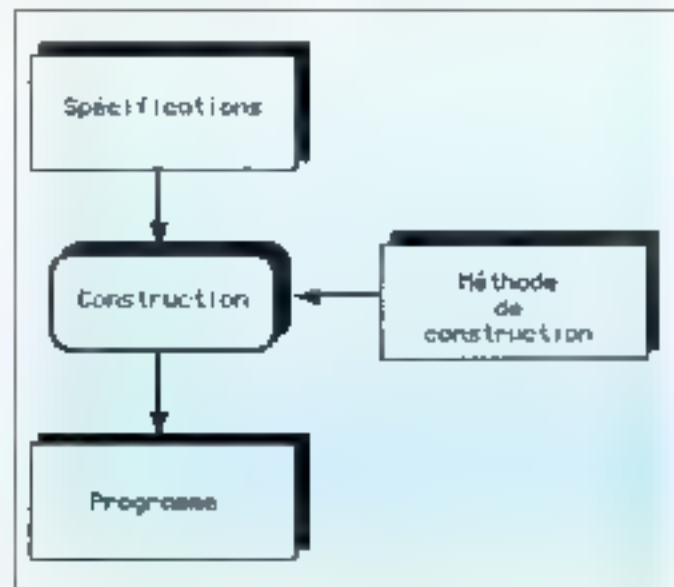 Spécifications
Construction
Méthode
de
construction
Programme